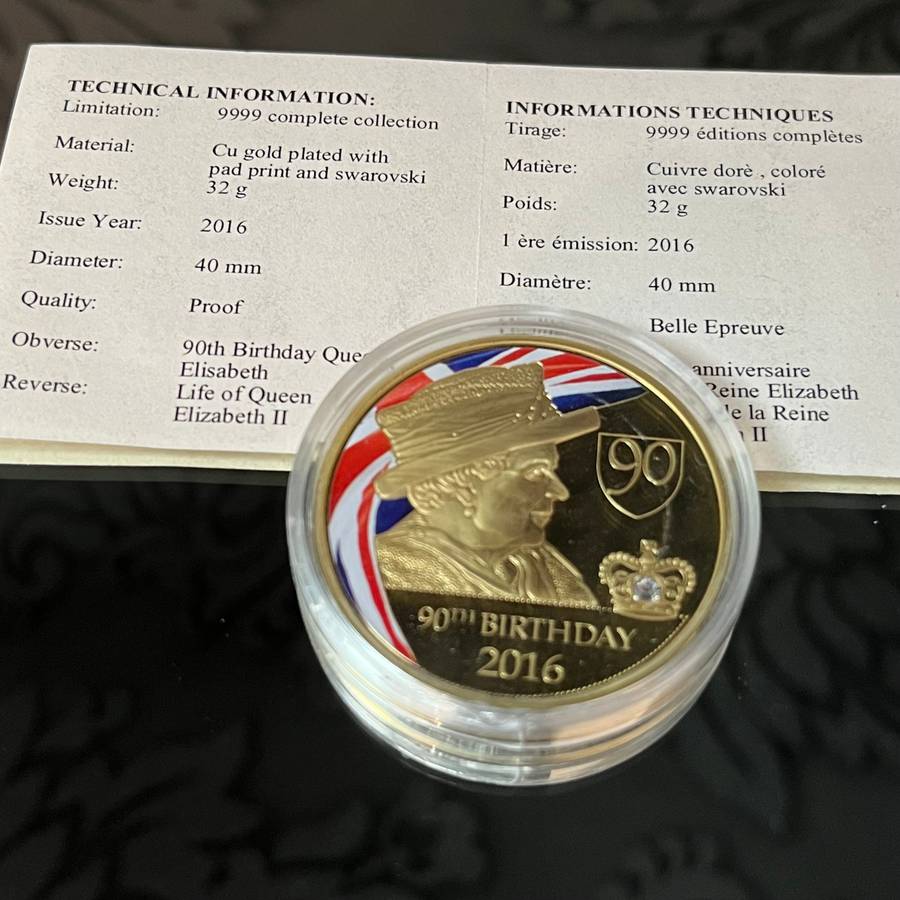 TECHNICAL INFORMATION:
Limitation: 9999 complete collection
Material: Cu gold plated with
pad print and swarovski
Weight: 32 g
Issue Year: 2016
Diameter: 40 mm
Quality: Proof
Obverse: 90th Birthday
Elisabeth
Reverse: Life of Queen
Elizabeth II
INFORMATIONS TECHNIQUES
Tirage: 9999 éditions complètes
Matière: Cuivre dorè , coloré
avec swarovski
Poids: 32 g
1 ère émission: 2016
Diamètre: 40 mm
Belle Epreuve
anniversaire
Reine Elizabeth
de la Reine
II
90
90TH BIRTHDAY
2016